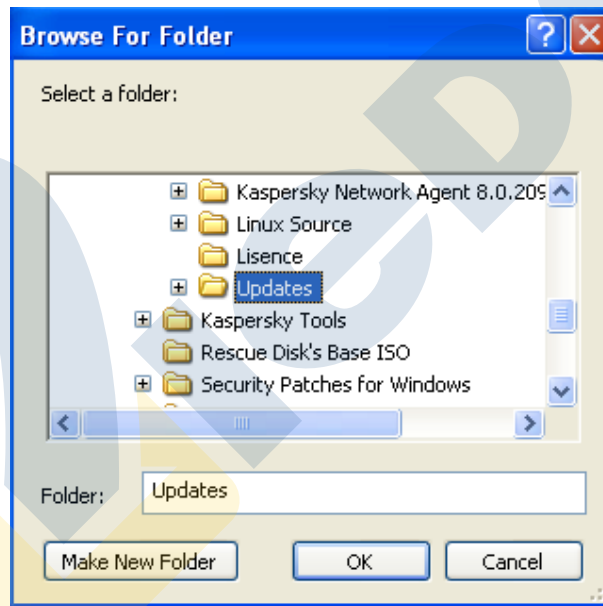 Browse For Folder
Select a folder:
Kaspersky Network Agent 8.0.209
Linux Source
Lisence
Updates
Kaspersky Tools
Rescue Disk's Base ISO
Security Patches for Windows
Folder: Updates
Make New Folder OK Cancel